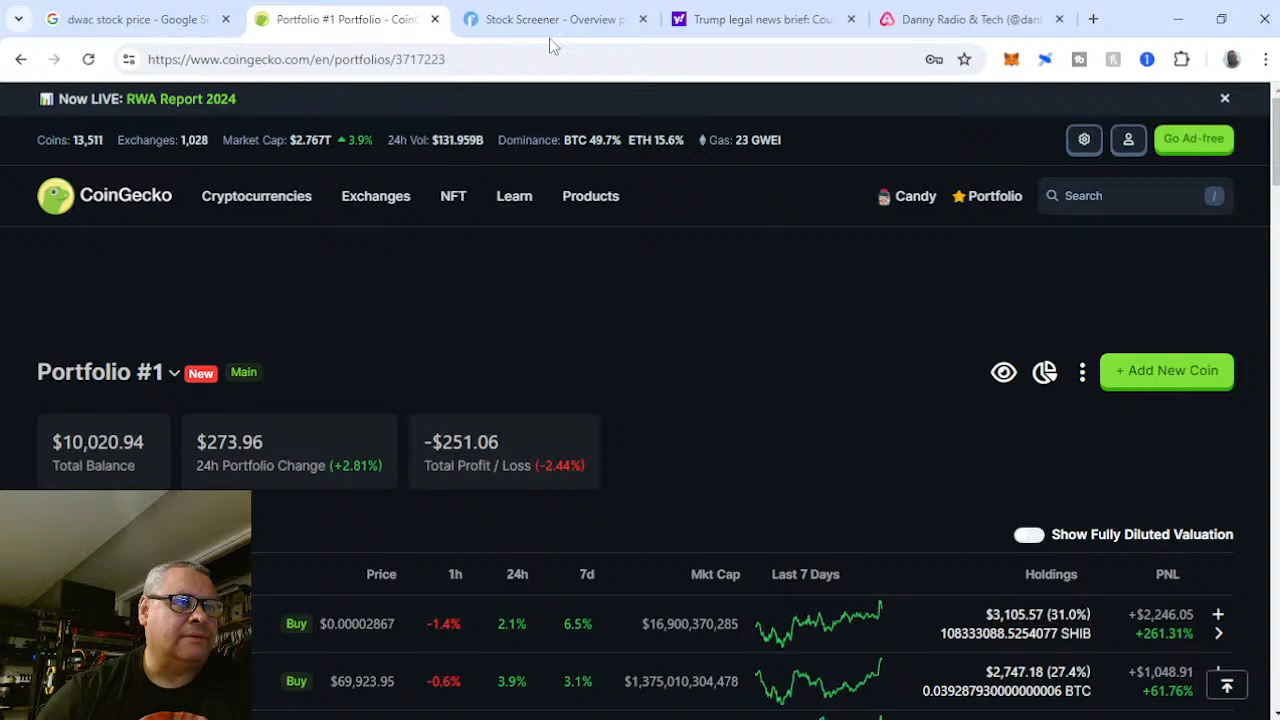 dwac stock price - Google S
Portfolio #1 Portfolio - CoinG
Stock Screener - Overview p
Trump legal news brief: Cou
Danny Radio & Tech (@dant
https://www.coingecko.com/en/portfolios/3717223
Now LIVE: RWA Report 2024
Coins: 13,511 Exchanges: 1,028 Market Cap: $2.767T 3.9% 24h Vol: $131.959B Dominance: BTC 49.7% ETH 15.6% Gas: 23 GWEI
Go Ad-free
CoinGecko Cryptocurrencies Exchanges NFT Learn Products Candy Portfolio Search /
Portfolio #1 New Main
+ Add New Coin
$10,020.94
Total Balance
$273.96
24h Portfolio Change (+2.81%)
-$251.06
Total Profit / Loss (-2.44%)
Show Fully Diluted Valuation
Price 1h 24h 7d Mkt Cap Last 7 Days Holdings PNL
Buy $0.00002867 -1.4% 2.1% 6.5% $16,900,370,285 $3,105.57 (31.0%) +$2,246.05
108333088.5254077 SHIB +261.31%
Buy $69,923.95 -0.6% 3.9% 3.1% $1,375,010,304,478 $2,747.18 (27.4%) +$1,048.91
0.039287930000000006 BTC +61.76%